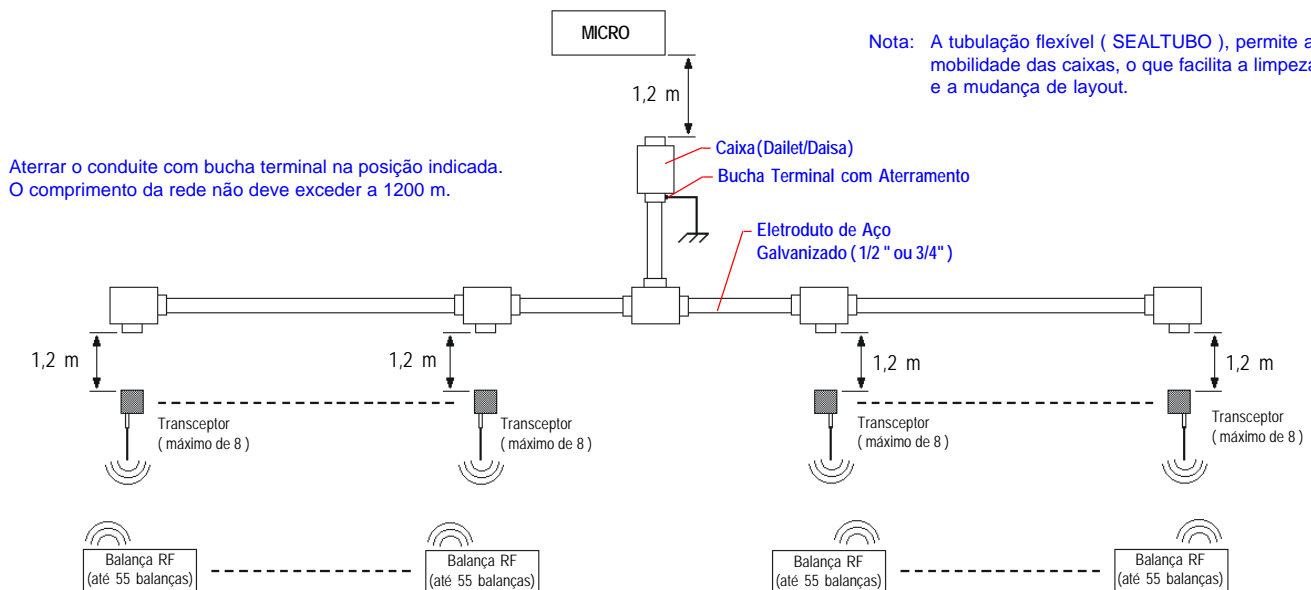 MICRO
Nota: A tubulação flexível ( SEALTUBO ), permite a
mobilidade das caixas, o que facilita a limpeza
e a mudança de layout.
1,2 m
Aterrar o conduite com bucha terminal na posição indicada.
O comprimento da rede não deve exceder a 1200 m.
Caixa (Dailet/Daisa)
Bucha Terminal com Aterramento
Eletroduto de Aço
Galvanizado ( 1/2 " ou 3/4" )
1,2 m
1,2 m
1,2 m
1,2 m
Transceptor
( máximo de 8 )
Transceptor
( máximo de 8 )
Transceptor
( máximo de 8 )
Transceptor
( máximo de 8 )
Balança RF
(até 55 balanças)
Balança RF
(até 55 balanças)
Balança RF
(até 55 balanças)
Balança RF
(até 55 balanças)